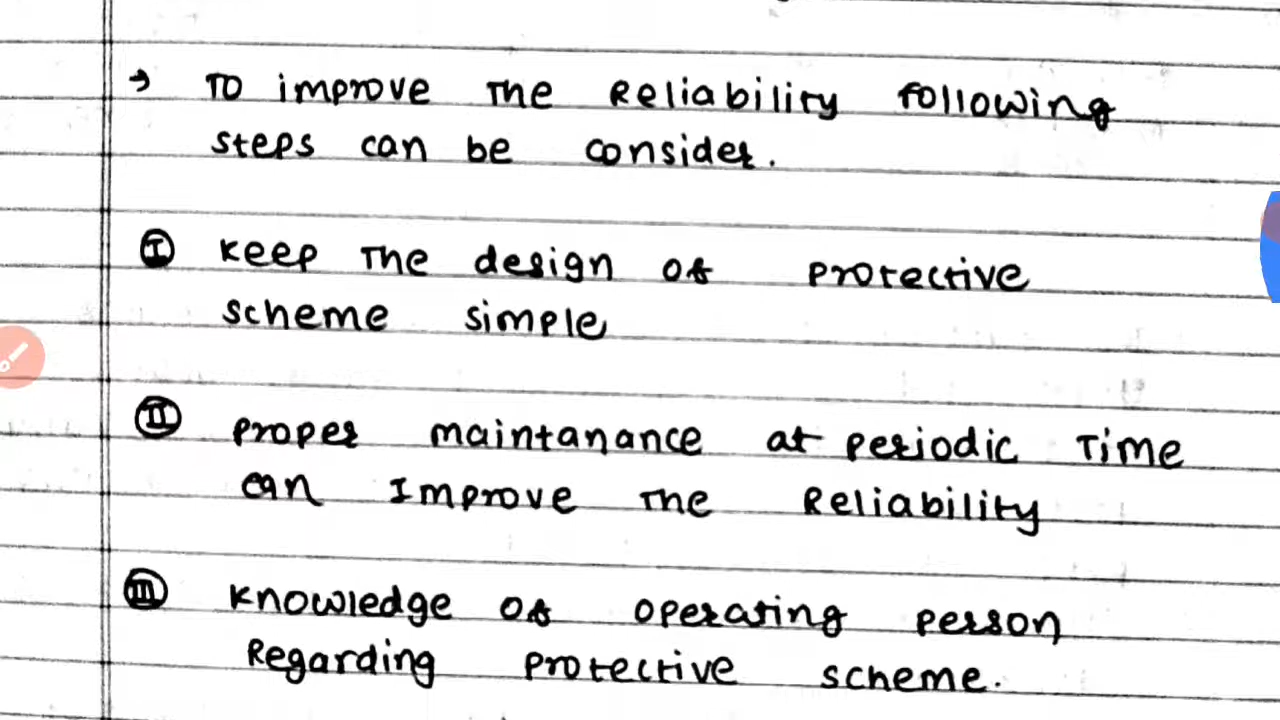 → To improve the Reliability following
steps can be consider.
Ⓘ Keep the design of protective
scheme simple
Ⓘⓘ Proper maintanance at periodic Time
can Improve the Reliability
Ⓘⓘⓘ Knowledge of operating person
Regarding protective scheme.